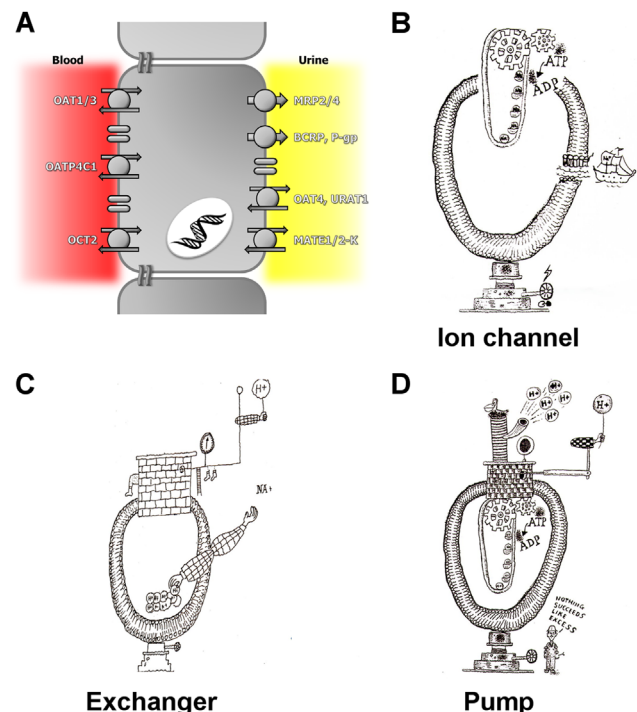 A
Blood
Urine
OAT1/3
MRP2/4
BCRP, P-gp
OATP4C1
OAT4, URAT1
OCT2
MATE1/2-K
B
ATP
ADP
Ion channel
C
H+
NA+
Exchanger
D
H+
H+
H+
H+
H+
H+
ATP
ADP
NOTHING
SUCCEEDS
LIKE
EXCESS
Pump